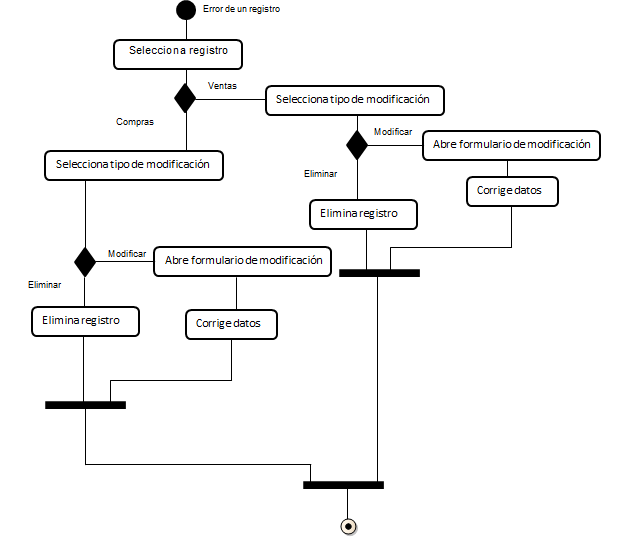 Error de un registro
Selecciona registro
Ventas
Selecciona tipo de modificación
Compras
Modificar
Abre formulario de modificación
Selecciona tipo de modificación
Eliminar
Corrige datos
Elimina registro
Modificar
Abre formulario de modificación
Eliminar
Elimina registro
Corrige datos